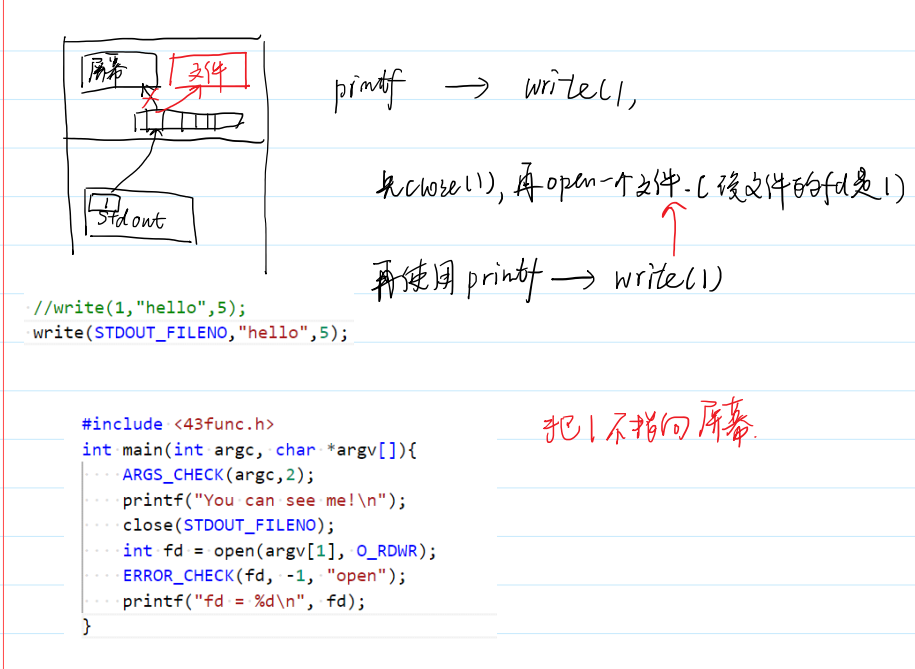 屏幕 文件
printf → write(1,
先close(1), 再open一个文件.(该文件的fd是1)
1
stdout
再使用printf → write(1)
//write(1,"hello",5);
write(STDOUT_FILENO,"hello",5);
把1不指向屏幕.
#include <43func.h>
int main(int argc, char *argv[]){
    ARGS_CHECK(argc,2);
    printf("You can see me!\n");
    close(STDOUT_FILENO);
    int fd = open(argv[1], O_RDWR);
    ERROR_CHECK(fd, -1, "open");
    printf("fd = %d\n", fd);
}